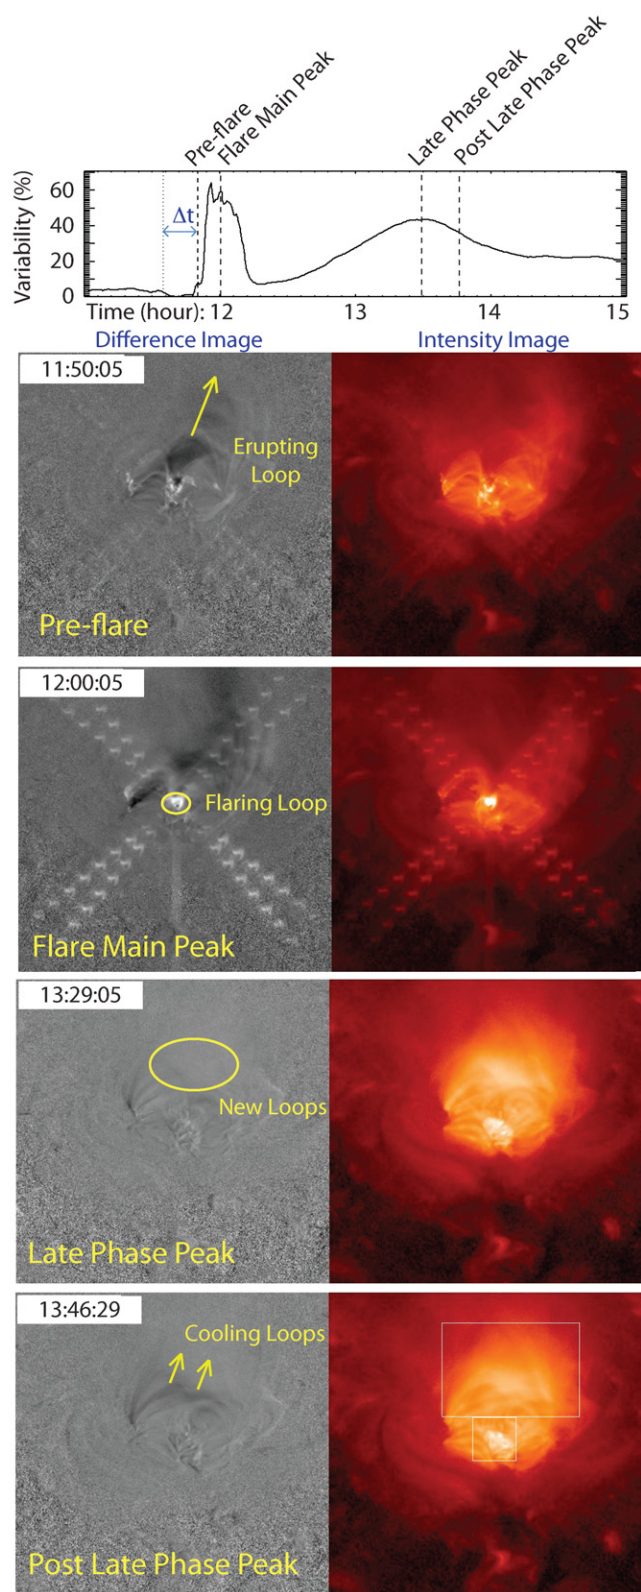 Pre-flare
Flare Main Peak
Late Phase Peak
Post Late Phase Peak
Variability (%)
60
40
20
0
Δt
Time (hour): 12
13
14
15
Difference Image
Intensity Image
11:50:05
Erupting
Loop
Pre-flare
12:00:05
Flaring Loop
Flare Main Peak
13:29:05
New Loops
Late Phase Peak
13:46:29
Cooling Loops
Post Late Phase Peak